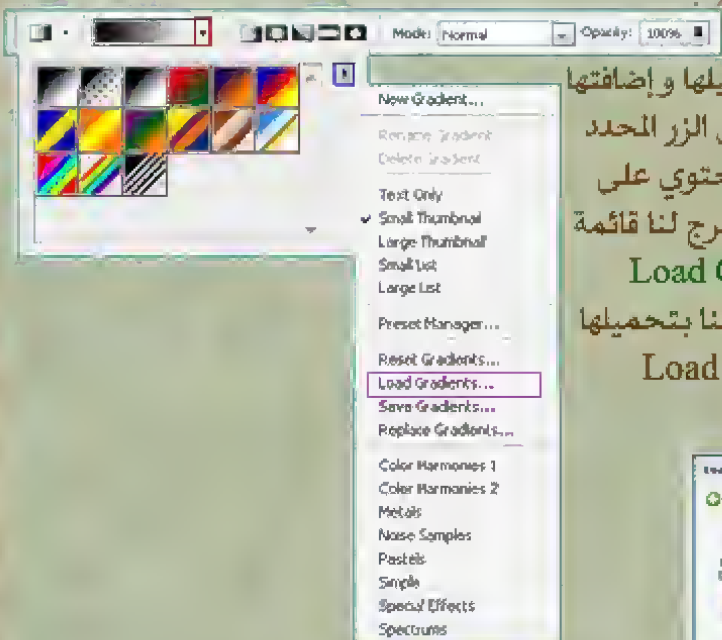 Mode: Normal Opacity: 100%
يلها و إضافتها
الزر المحدد
حتوي على
رج لنا قائمة
Load
نا بتحميلها
Load
New Gradient...
Rename Gradient
Delete Gradient
Text Only
Small Thumbnail
Large Thumbnail
Small List
Large List
Preset Manager...
Reset Gradients...
Load Gradients...
Save Gradients...
Replace Gradients...
Color Harmonies 1
Color Harmonies 2
Metals
Noise Samples
Pastels
Simple
Special Effects
Spectrums